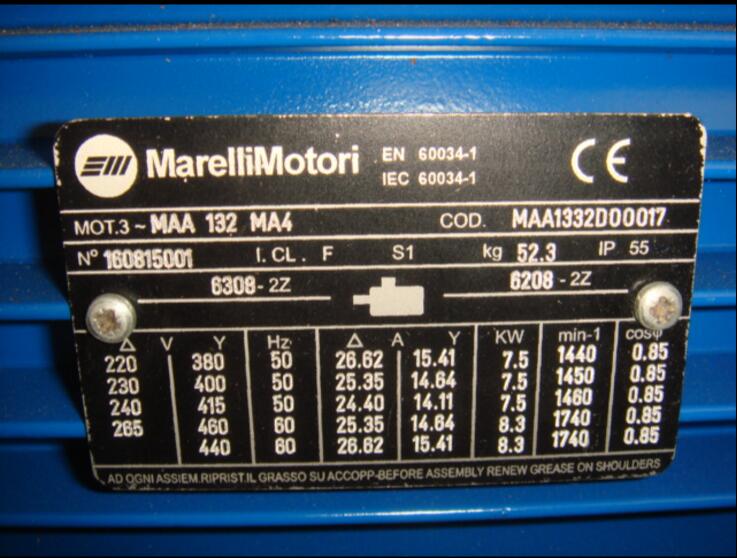 MarelliMotori EN 60034-1
IEC 60034-1
CE
MOT.3~ MAA 132 MA4 COD. MAA1332D00017
Nº 160815001 I.CL. F S1 kg 52.3 IP 55
6308-2Z 6208-2Z
Δ V Y Hz Δ A Y KW min-1 cosφ
220 380 50 26.62 15.41 7.5 1440 0.85
230 400 50 25.35 14.64 7.5 1450 0.85
240 415 50 24.40 14.11 7.5 1460 0.85
265 460 60 25.35 14.64 8.3 1740 0.85
440 60 26.62 15.41 8.3 1740 0.85
AD OGNI ASSIEM.RIPRIST.IL GRASSO SU ACCOPP-BEFORE ASSEMBLY RENEW GREASE ON SHOULDERS